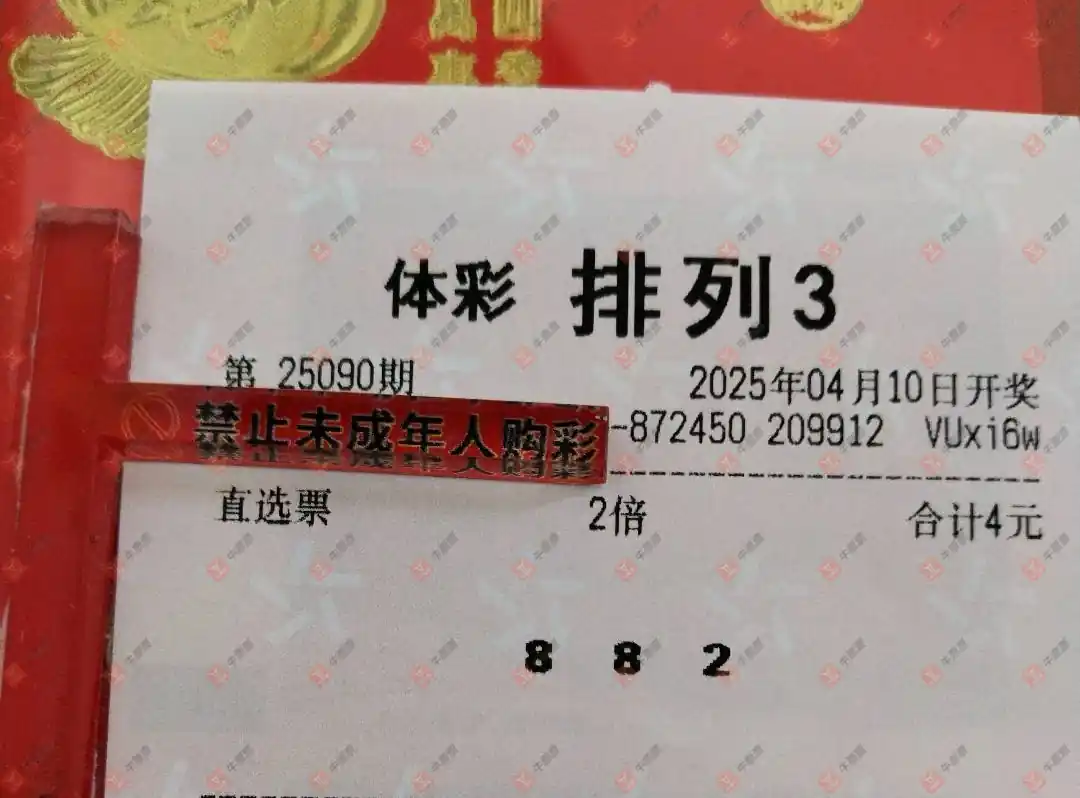 体彩 排列3
第 25090期 2025年04月10日开奖
禁止未成年人购彩 -872450 209912 VUxi6w
直选票 2倍 合计4元
8 8 2